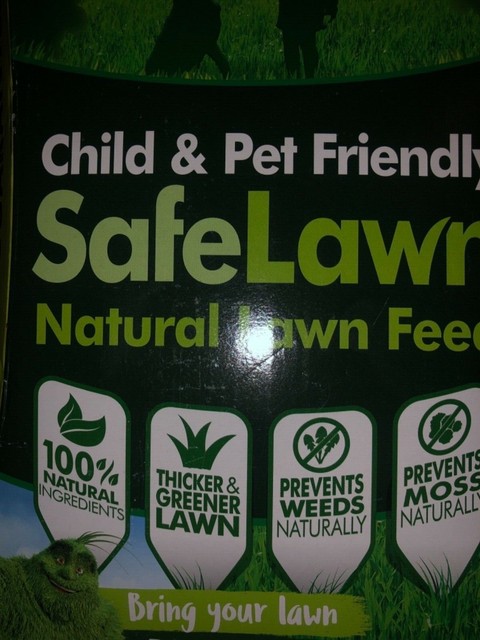 Child & Pet Friendly
SafeLawn
Natural Lawn Feed
100%
NATURAL
INGREDIENTS
THICKER &
GREENER
LAWN
PREVENTS
WEEDS
NATURALLY
PREVENTS
MOSS
NATURALLY
Bring your lawn